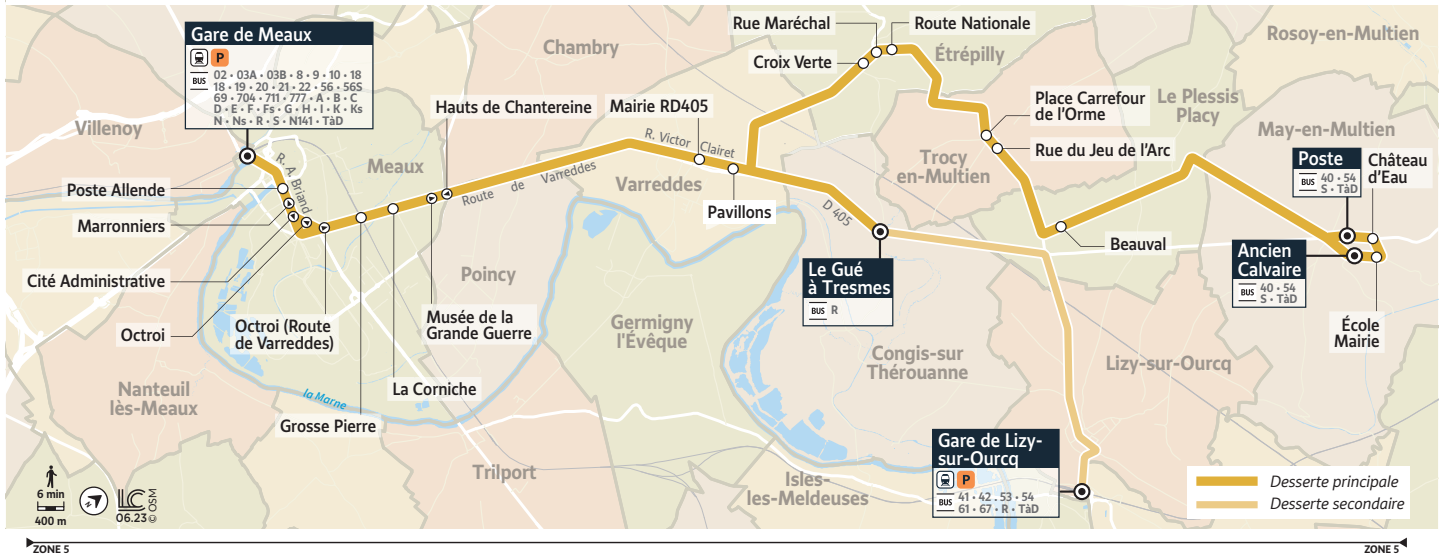 Gare de Meaux
P
BUS
02 • 03A • 03B • 8 • 9 • 10 • 18
18 • 19 • 20 • 21 • 22 • 56 • 56S
69 • 704 • 711 • 777 • A • B • C
D • E • F • Fs • G • H • I • K • Ks
N • Ns • R • S • N141 • TàD
Villenoy
Chambry
Meaux
Rue Maréchal
Route Nationale
Croix Verte
Étrépilly
Rosoy-en-Multien
Hauts de Chantereine
Mairie RD405
R. Victor Clairet
Place Carrefour
de l'Orme
Le Plessis
Placy
May-en-Multien
Rue du Jeu de l'Arc
Trocy
en-Multien
Poste
BUS
40 • 54
S • TàD
Château
d'Eau
Poste Allende
R. A. Briand
Marronniers
Route de Varreddes
Varreddes
Pavillons
D 405
Beauval
Ancien
Calvaire
BUS
40 • 54
S • TàD
Cité Administrative
Poincy
Le Gué
à Tresmes
BUS
R
Octroi
Octroi (Route
de Varreddes)
Musée de la
Grande Guerre
Germigny
l'Évêque
École
Mairie
Congis-sur
Thérouanne
Lizy-sur-Ourcq
Nanteuil
lès-Meaux
la Marne
La Corniche
Grosse Pierre
Trilport
Isles-
les-Meldeuses
Gare de Lizy-
sur-Ourcq
P
BUS
41 • 42 • 53 • 54
61 • 67 • R • TàD
6 min
400 m
LC
06.23
© OSM
Desserte principale
Desserte secondaire
ZONE 5
ZONE 5